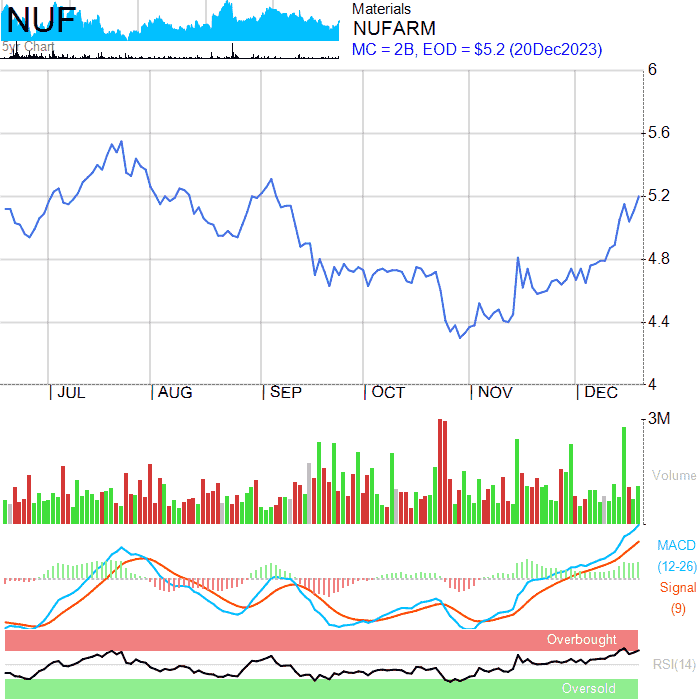 NUF
5yr Chart
Materials
NUFARM
MC = 2B, EOD = $5.2 (20Dec2023)
6
5.6
5.2
4.8
4.4
4
JUL AUG SEP OCT NOV DEC
3M
Volume
MACD
(12-26)
Signal
(9)
Overbought
RSI(14)
Oversold